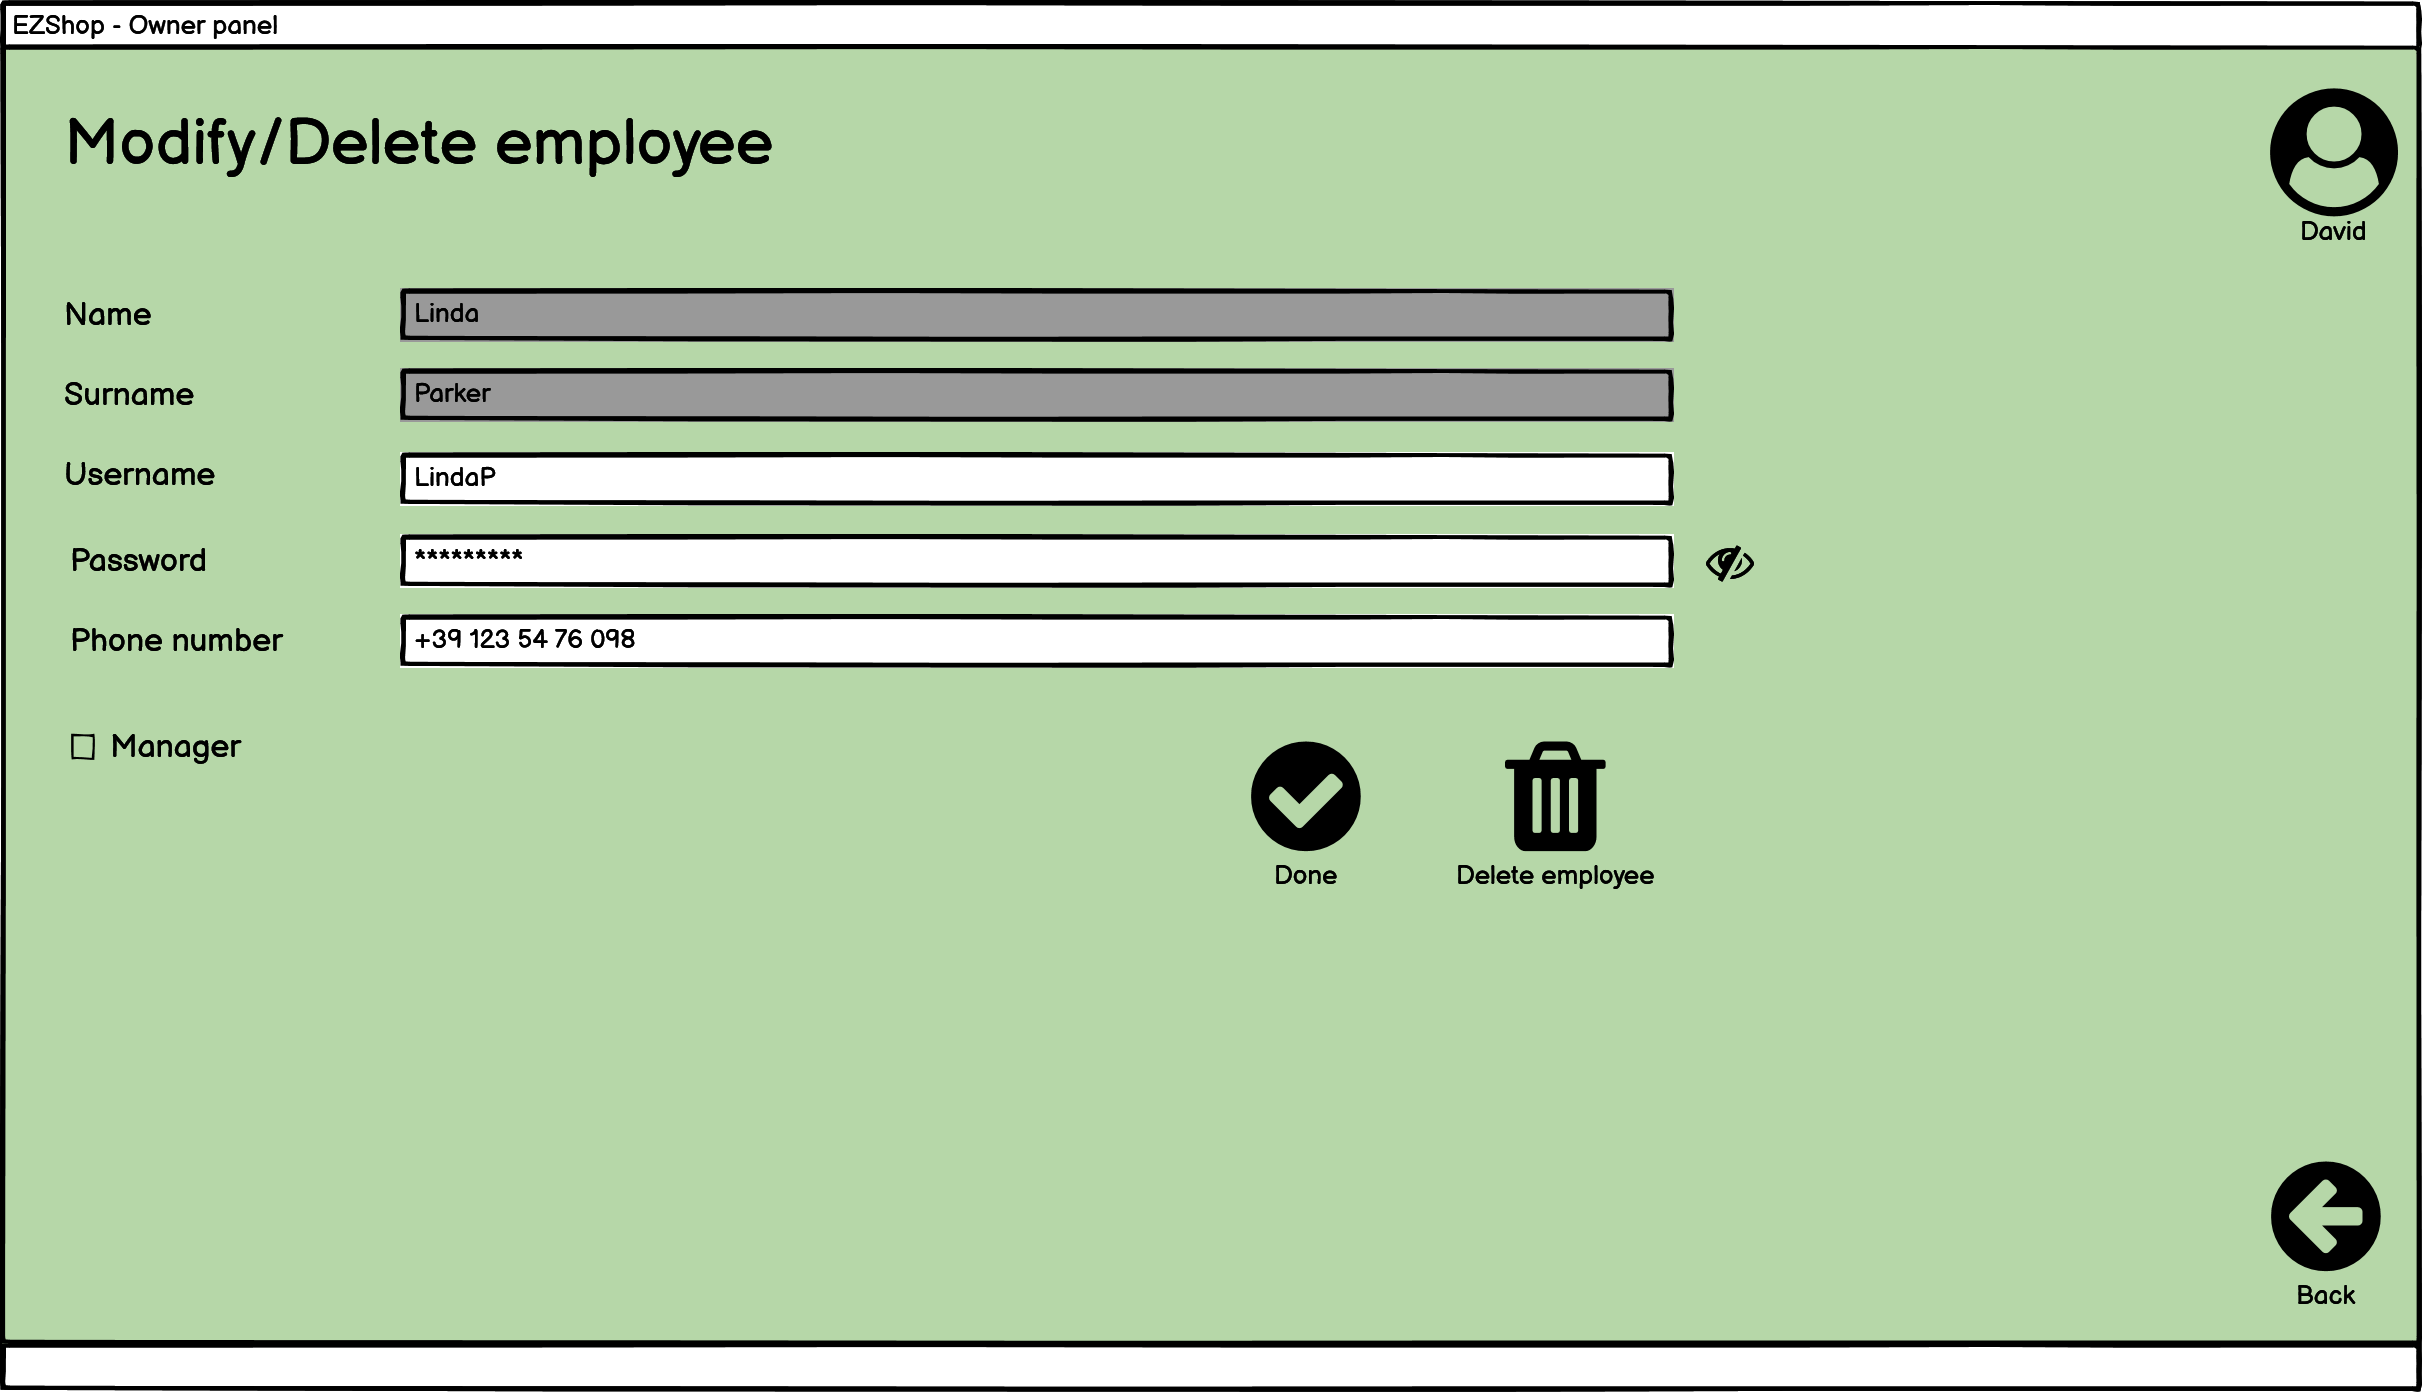 EZShop - Owner panel
Modify/Delete employee
David
Name
Linda
Surname
Parker
Username
LindaP
Password
*********
Phone number
+39 123 54 76 098
Manager
Done
Delete employee
Back